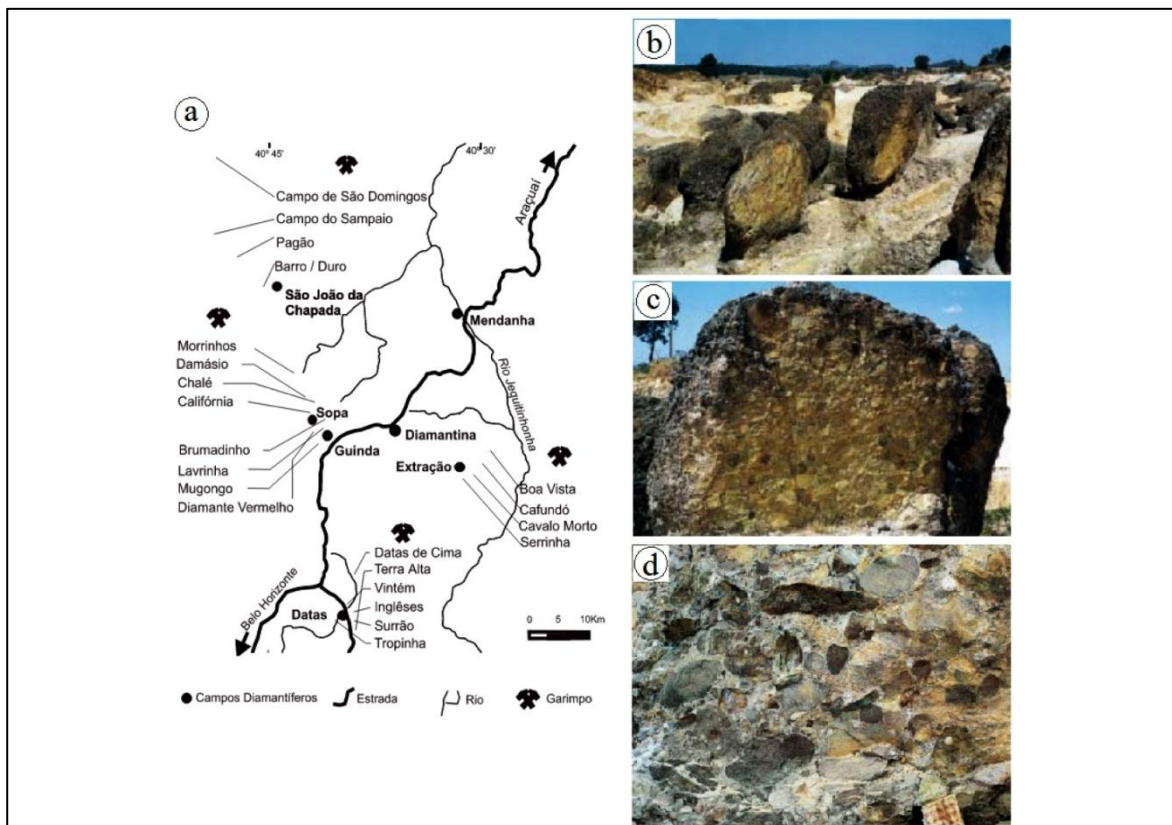 a
40° 45'
40° 30'
Araçuaí
Campo de São Domingos
Campo do Sampaio
Pagão
Barro / Duro
São João da
Chapada
Mendanha
Morrinhos
Damásio
Chalé
Califórnia
Sopa
Rio Jequitinhonha
Brumadinho
Guinda
Diamantina
Lavrinha
Extração
Mugongo
Diamante Vermelho
Boa Vista
Cafundó
Cavalo Morto
Serrinha
Datas de Cima
Terra Alta
Vintém
Belo Horizonte
Datas
Inglêses
Surrão
Tropinha
0 5 10Km
Campos Diamantíferos
Estrada
Rio
Garimpo
b
c
d